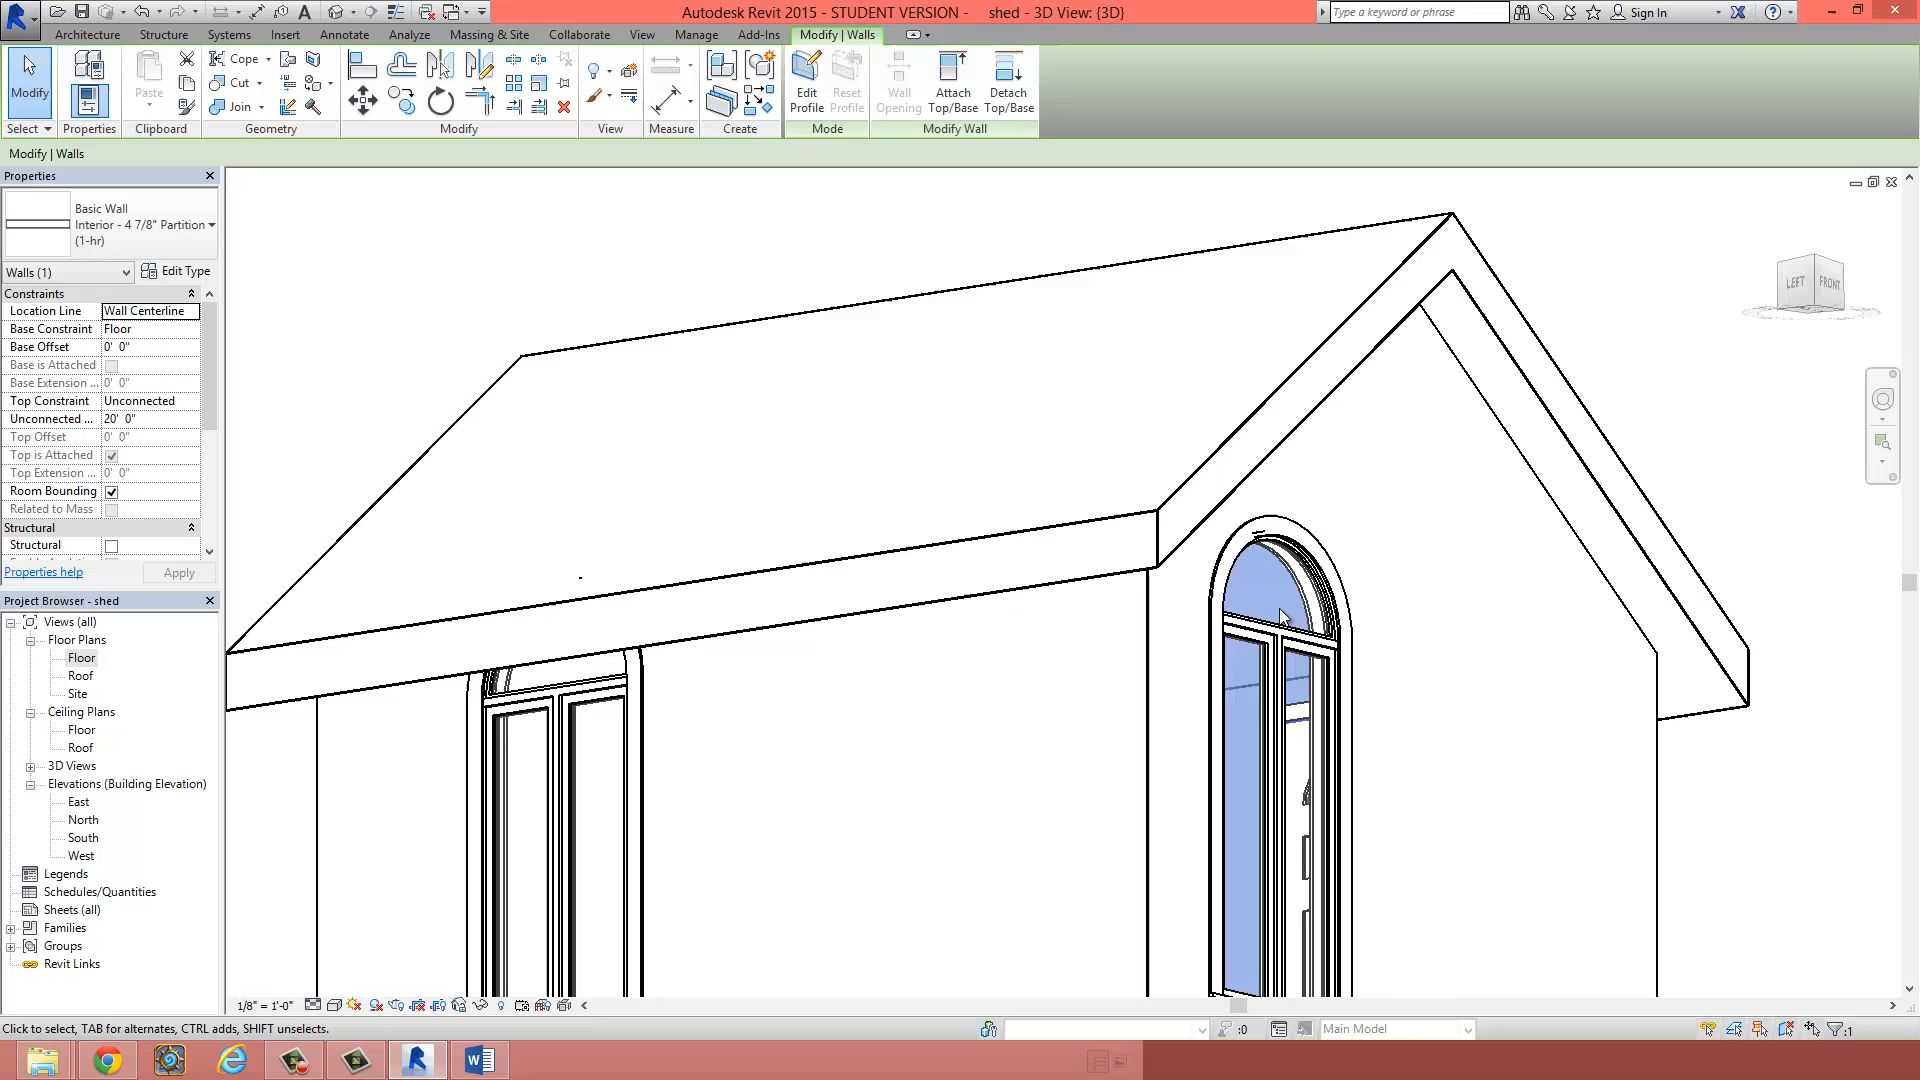 Autodesk Revit 2015 - STUDENT VERSION - shed - 3D View: {3D}
Type a keyword or phrase
Sign In
Architecture Structure Systems Insert Annotate Analyze Massing & Site Collaborate View Manage Add-Ins Modify | Walls
Modify
Paste
Cope
Cut
Join
Edit Profile
Reset Profile
Wall Opening
Attach Top/Base
Detach Top/Base
Select Properties Clipboard Geometry Modify View Measure Create Mode Modify Wall
Modify | Walls
Properties
Basic Wall
Interior - 4 7/8" Partition
(1-hr)
Walls (1) Edit Type
Constraints
Location Line Wall Centerline
Base Constraint Floor
Base Offset 0' 0"
Base is Attached
Base Extension ... 0' 0"
Top Constraint Unconnected
Unconnected ... 20' 0"
Top Offset 0' 0"
Top is Attached
Top Extension ... 0' 0"
Room Bounding
Related to Mass
Structural
Structural
Properties help Apply
Project Browser - shed
Views (all)
Floor Plans
Floor
Roof
Site
Ceiling Plans
Floor
Roof
3D Views
Elevations (Building Elevation)
East
North
South
West
Legends
Schedules/Quantities
Sheets (all)
Families
Groups
Revit Links
LEFT FRONT
1/8" = 1'-0"
Click to select, TAB for alternates, CTRL adds, SHIFT unselects.
:0
Main Model
:1